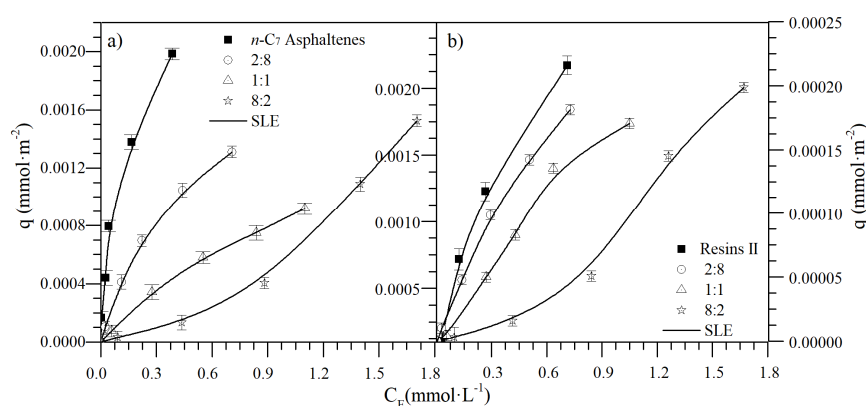 a)
n-C7 Asphaltenes
2:8
1:1
8:2
SLE
q (mmol·m-2)
0.0020
0.0016
0.0012
0.0008
0.0004
0.0000
0.0 0.3 0.6 0.9 1.2 1.5 1.8
b)
Resins II
2:8
1:1
8:2
SLE
0.0020
0.0015
0.0010
0.0005
0.0 0.3 0.6 0.9 1.2 1.5 1.8
0.00025
0.00020
0.00015
0.00010
0.00005
0.00000
q (mmol·m-2)
CE(mmol·L-1)